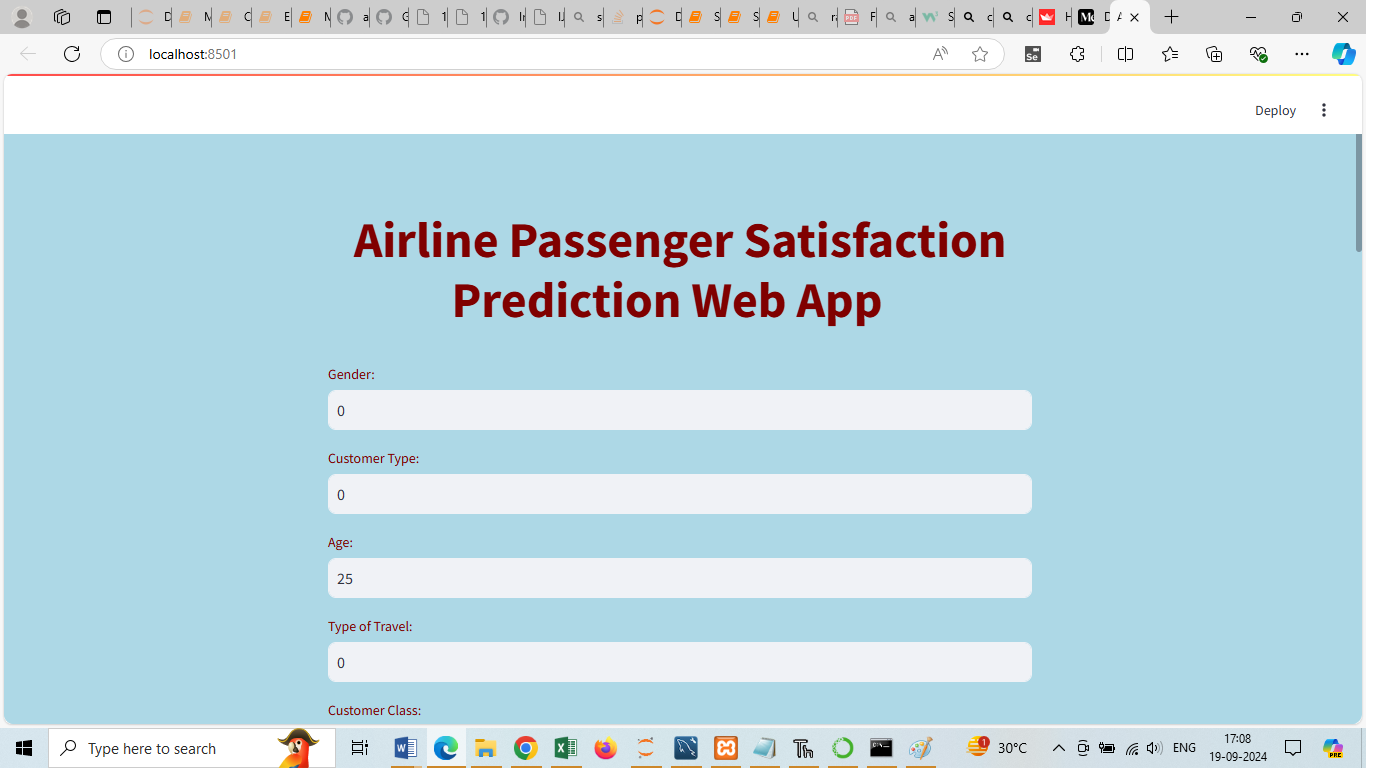 localhost:8501
Deploy
Airline Passenger Satisfaction
Prediction Web App
Gender:
0
Customer Type:
0
Age:
25
Type of Travel:
0
Customer Class:
Type here to search
30°C
ENG
17:08
19-09-2024